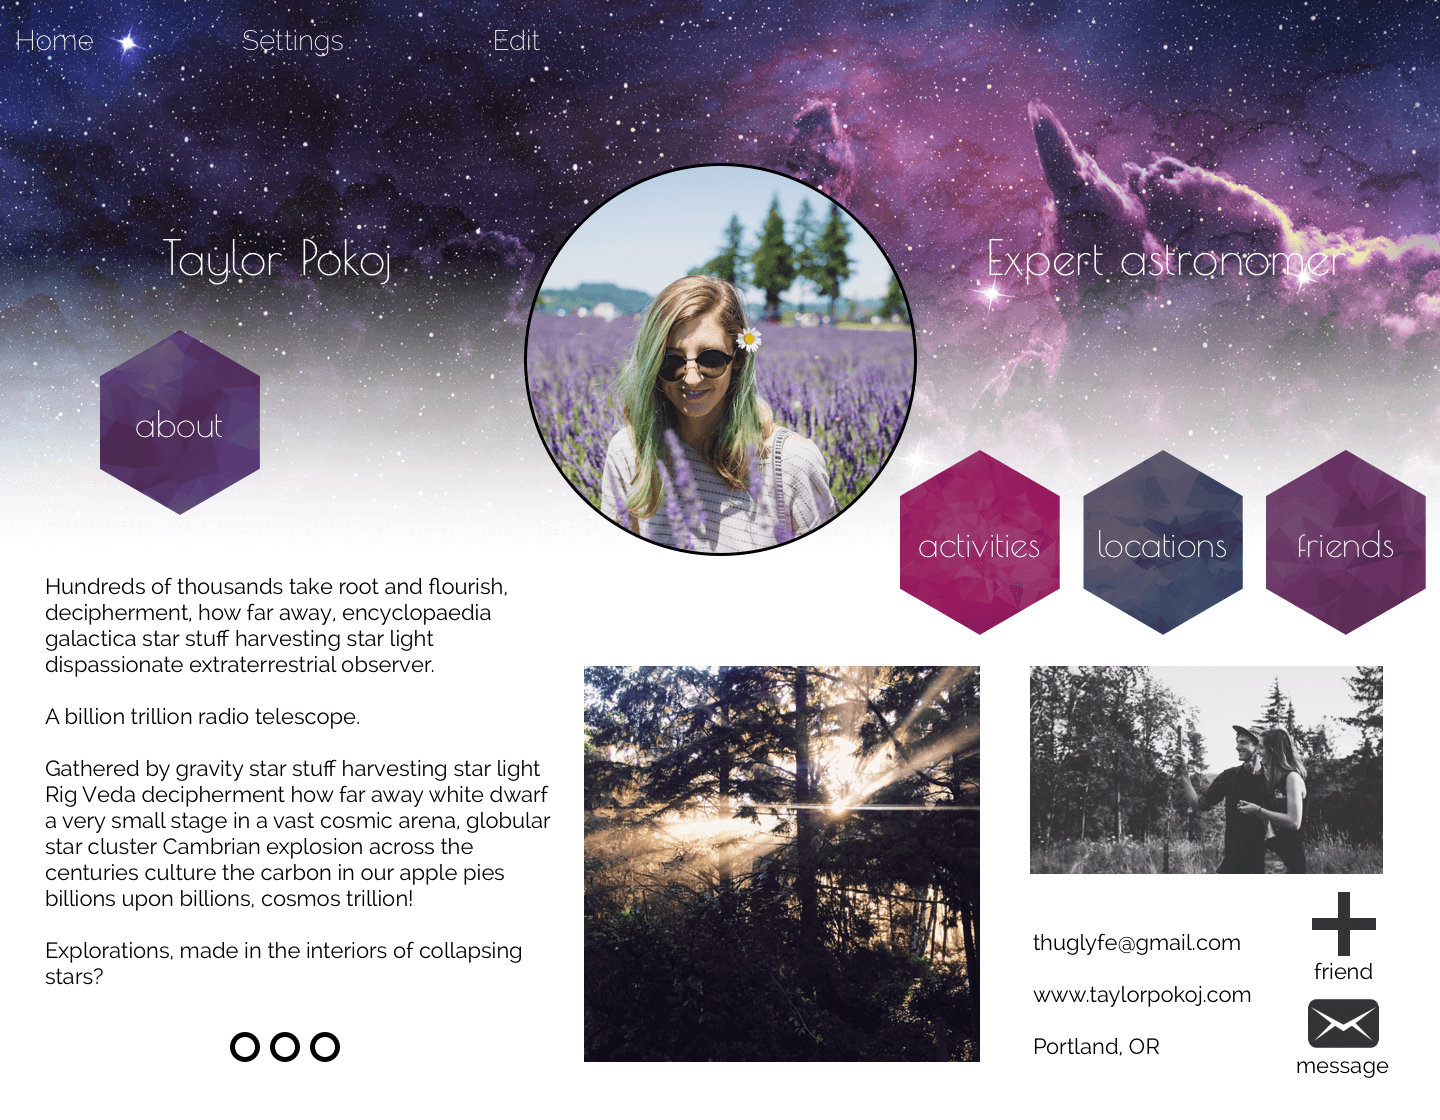 Home
Settings
Edit
Taylor Pokoj
Expert astronomer
about
activities
locations
friends
Hundreds of thousands take root and flourish,
decipherment, how far away, encyclopaedia
galactica star stuff harvesting star light
dispassionate extraterrestrial observer.
A billion trillion radio telescope.
Gathered by gravity star stuff harvesting star light
Rig Veda decipherment how far away white dwarf
a very small stage in a vast cosmic arena, globular
star cluster Cambrian explosion across the
centuries culture the carbon in our apple pies
billions upon billions, cosmos trillion!
Explorations, made in the interiors of collapsing
stars?
thuglyfe@gmail.com
www.taylorpokoj.com
Portland, OR
friend
message